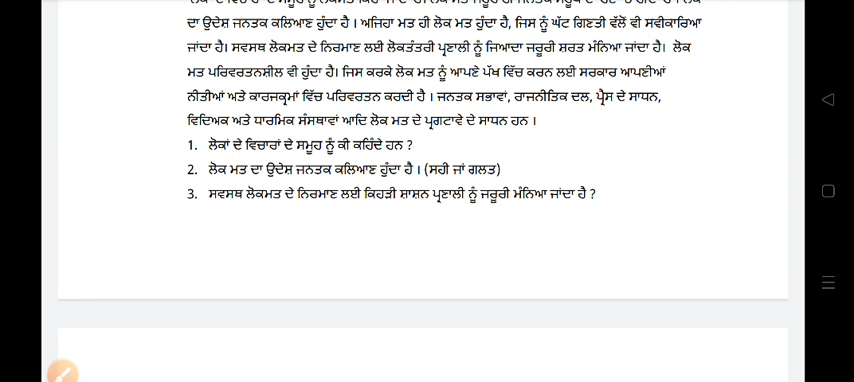 ਦਾ ਉਦੇਸ਼ ਜਨਤਕ ਕਲਿਆਣ ਹੁੰਦਾ ਹੈ । ਅਜਿਹਾ ਮਤ ਹੀ ਲੋਕ ਮਤ ਹੁੰਦਾ ਹੈ, ਜਿਸ ਨੂੰ ਘੱਟ ਗਿਣਤੀ ਵੱਲੋਂ ਵੀ ਸਵੀਕਾਰਿਆ
ਜਾਂਦਾ ਹੈ। ਸਵਸਥ ਲੋਕਮਤ ਦੇ ਨਿਰਮਾਣ ਲਈ ਲੋਕਤੰਤਰੀ ਪ੍ਰਣਾਲੀ ਨੂੰ ਜਿਆਦਾ ਜਰੂਰੀ ਸ਼ਰਤ ਮੰਨਿਆ ਜਾਂਦਾ ਹੈ। ਲੋਕ
ਮਤ ਪਰਿਵਰਤਨਸ਼ੀਲ ਵੀ ਹੁੰਦਾ ਹੈ। ਜਿਸ ਕਰਕੇ ਲੋਕ ਮਤ ਨੂੰ ਆਪਣੇ ਪੱਖ ਵਿੱਚ ਕਰਨ ਲਈ ਸਰਕਾਰ ਆਪਣੀਆਂ
ਨੀਤੀਆਂ ਅਤੇ ਕਾਰਜਕ੍ਰਮਾਂ ਵਿੱਚ ਪਰਿਵਰਤਨ ਕਰਦੀ ਹੈ । ਜਨਤਕ ਸਭਾਵਾਂ, ਰਾਜਨੀਤਿਕ ਦਲ, ਪ੍ਰੈਸ ਦੇ ਸਾਧਨ,
ਵਿਦਿਅਕ ਅਤੇ ਧਾਰਮਿਕ ਸੰਸਥਾਵਾਂ ਆਦਿ ਲੋਕ ਮਤ ਦੇ ਪ੍ਰਗਟਾਵੇ ਦੇ ਸਾਧਨ ਹਨ ।
1. ਲੋਕਾਂ ਦੇ ਵਿਚਾਰਾਂ ਦੇ ਸਮੂਹ ਨੂੰ ਕੀ ਕਹਿੰਦੇ ਹਨ ?
2. ਲੋਕ ਮਤ ਦਾ ਉਦੇਸ਼ ਜਨਤਕ ਕਲਿਆਣ ਹੁੰਦਾ ਹੈ । (ਸਹੀ ਜਾਂ ਗਲਤ)
3. ਸਵਸਥ ਲੋਕਮਤ ਦੇ ਨਿਰਮਾਣ ਲਈ ਕਿਹੜੀ ਸ਼ਾਸ਼ਨ ਪ੍ਰਣਾਲੀ ਨੂੰ ਜਰੂਰੀ ਮੰਨਿਆ ਜਾਂਦਾ ਹੈ ?